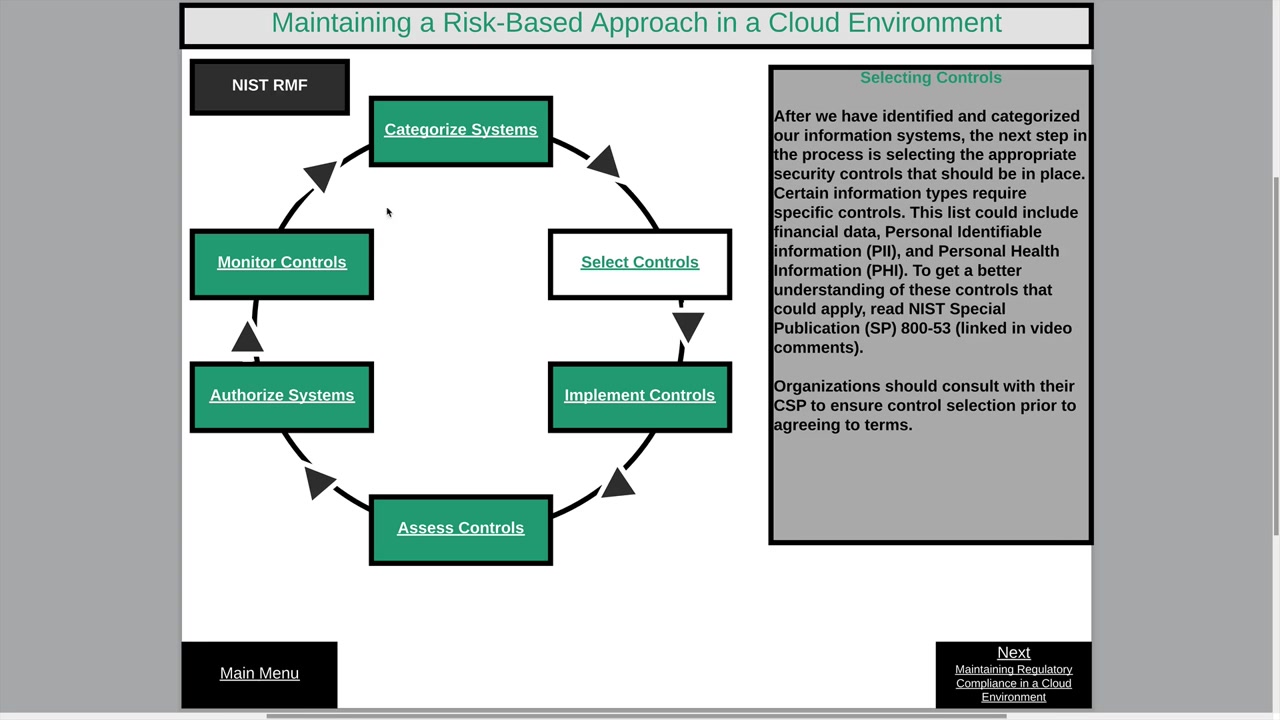 Maintaining a Risk-Based Approach in a Cloud Environment
NIST RMF
Categorize Systems
Monitor Controls
Select Controls
Authorize Systems
Implement Controls
Assess Controls
Selecting Controls
After we have identified and categorized
our information systems, the next step in
the process is selecting the appropriate
security controls that should be in place.
Certain information types require
specific controls. This list could include
financial data, Personal Identifiable
information (PII), and Personal Health
Information (PHI). To get a better
understanding of these controls that
could apply, read NIST Special
Publication (SP) 800-53 (linked in video
comments).
Organizations should consult with their
CSP to ensure control selection prior to
agreeing to terms.
Main Menu
Next
Maintaining Regulatory
Compliance in a Cloud
Environment